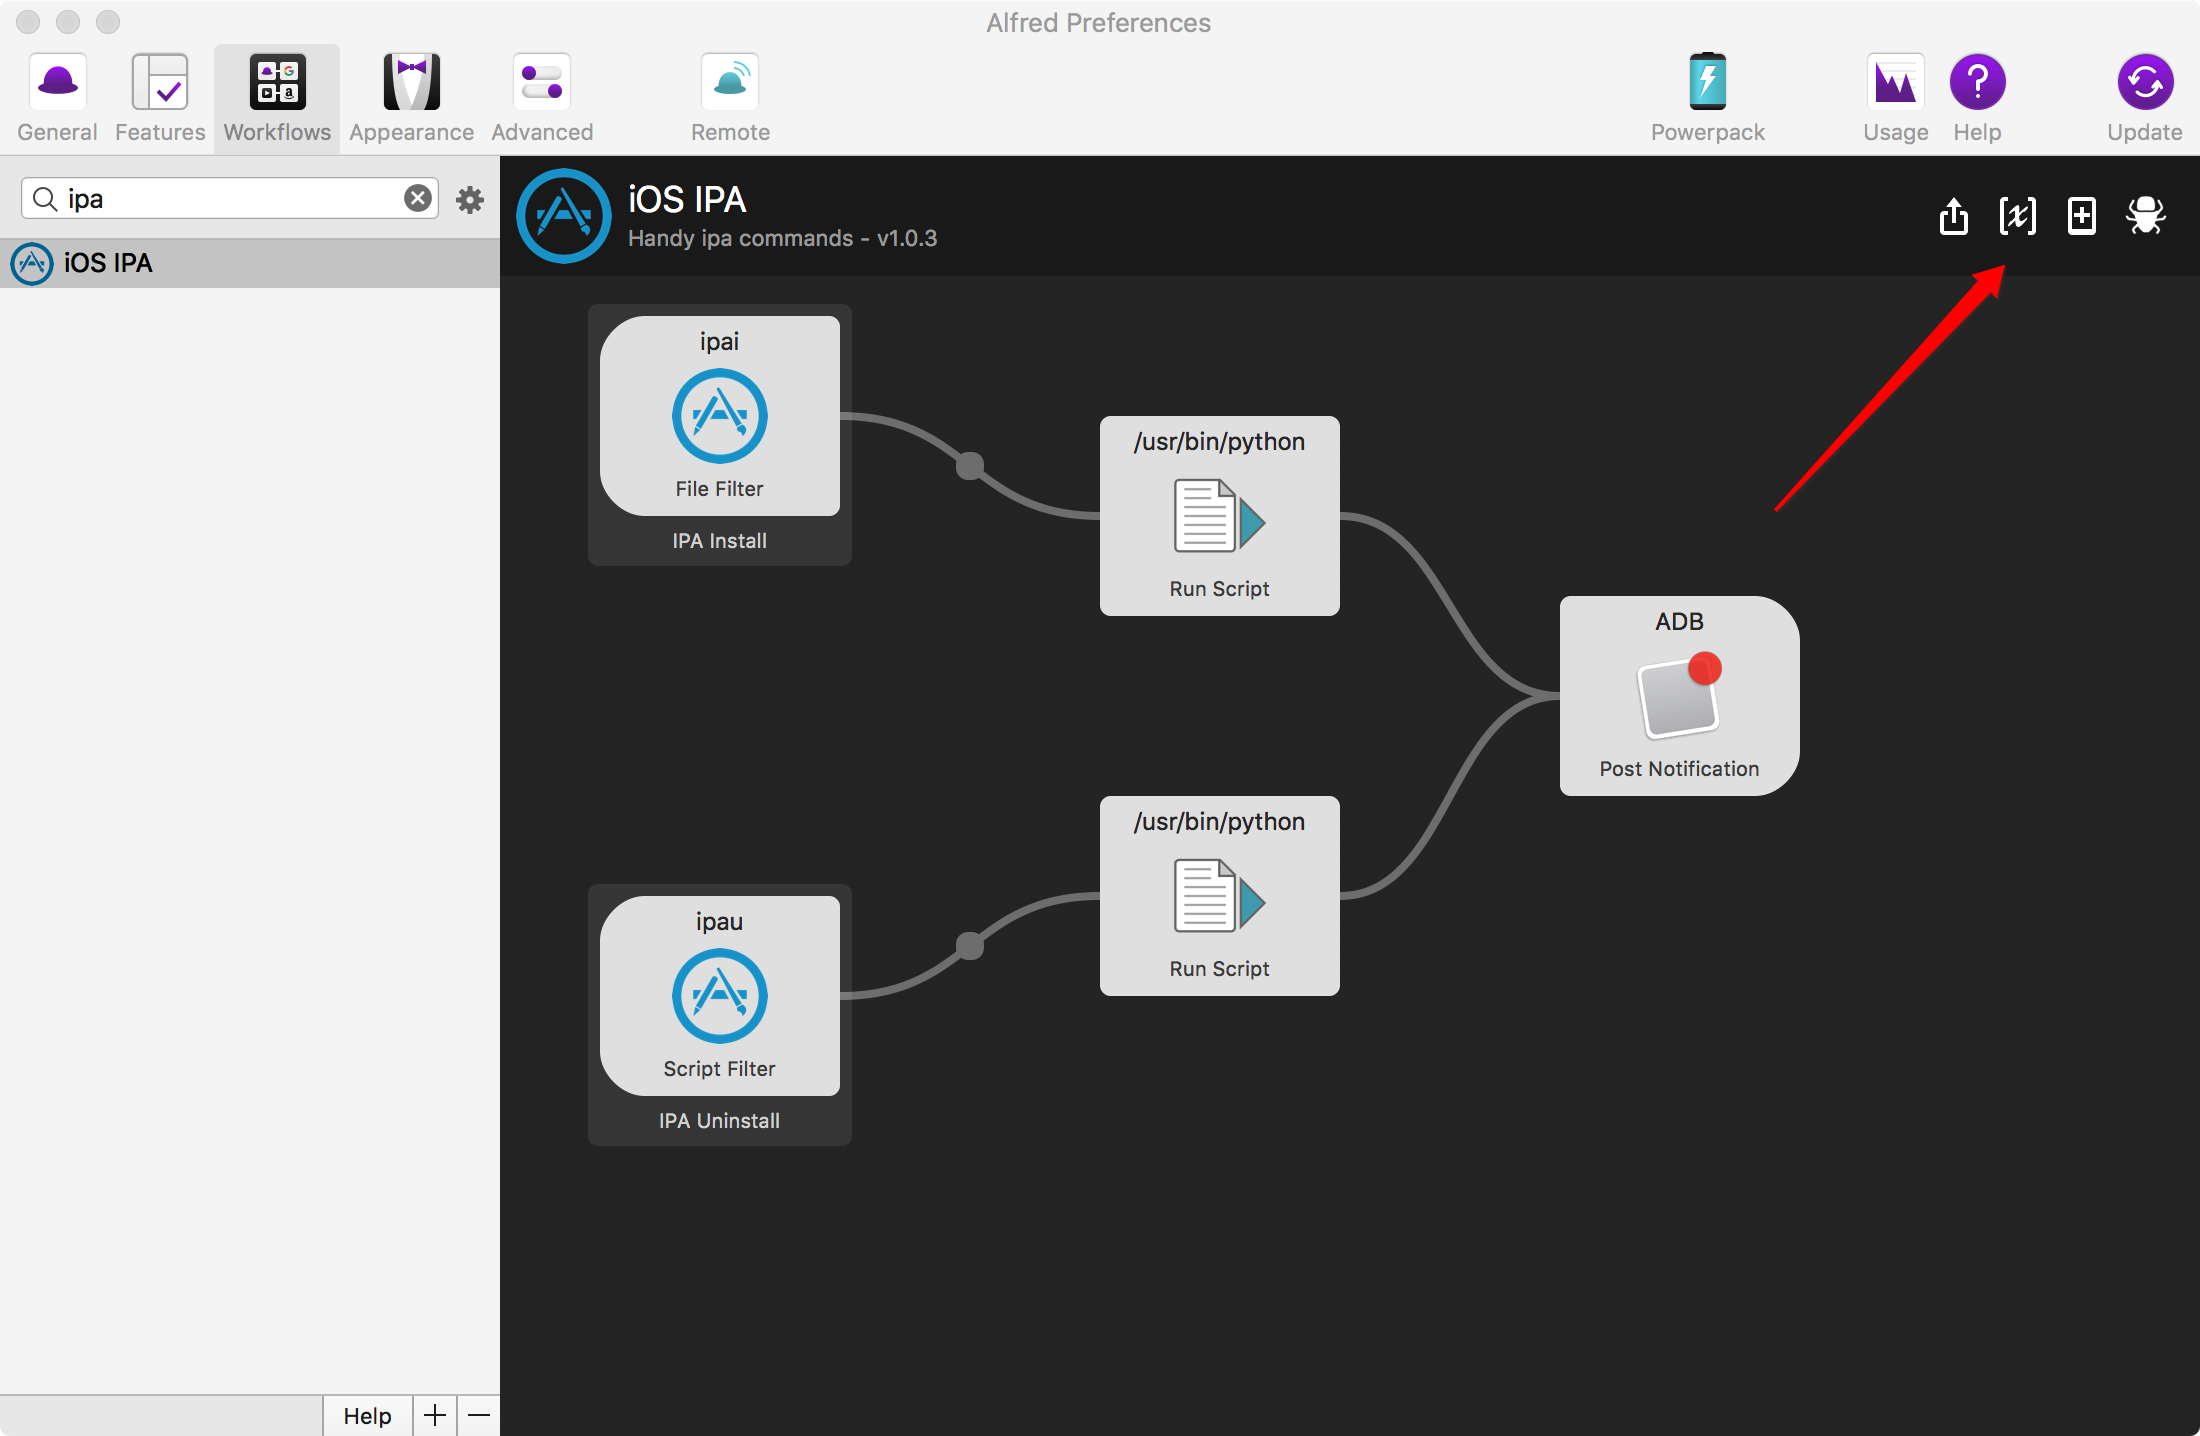 Alfred Preferences
General
Features
Workflows
Appearance
Advanced
Remote
Powerpack
Usage
Help
Update
ipa
iOS IPA
iOS IPA
Handy ipa commands - v1.0.3
[x]
ipai
File Filter
IPA Install
/usr/bin/python
Run Script
ADB
Post Notification
/usr/bin/python
Run Script
ipau
Script Filter
IPA Uninstall
Help